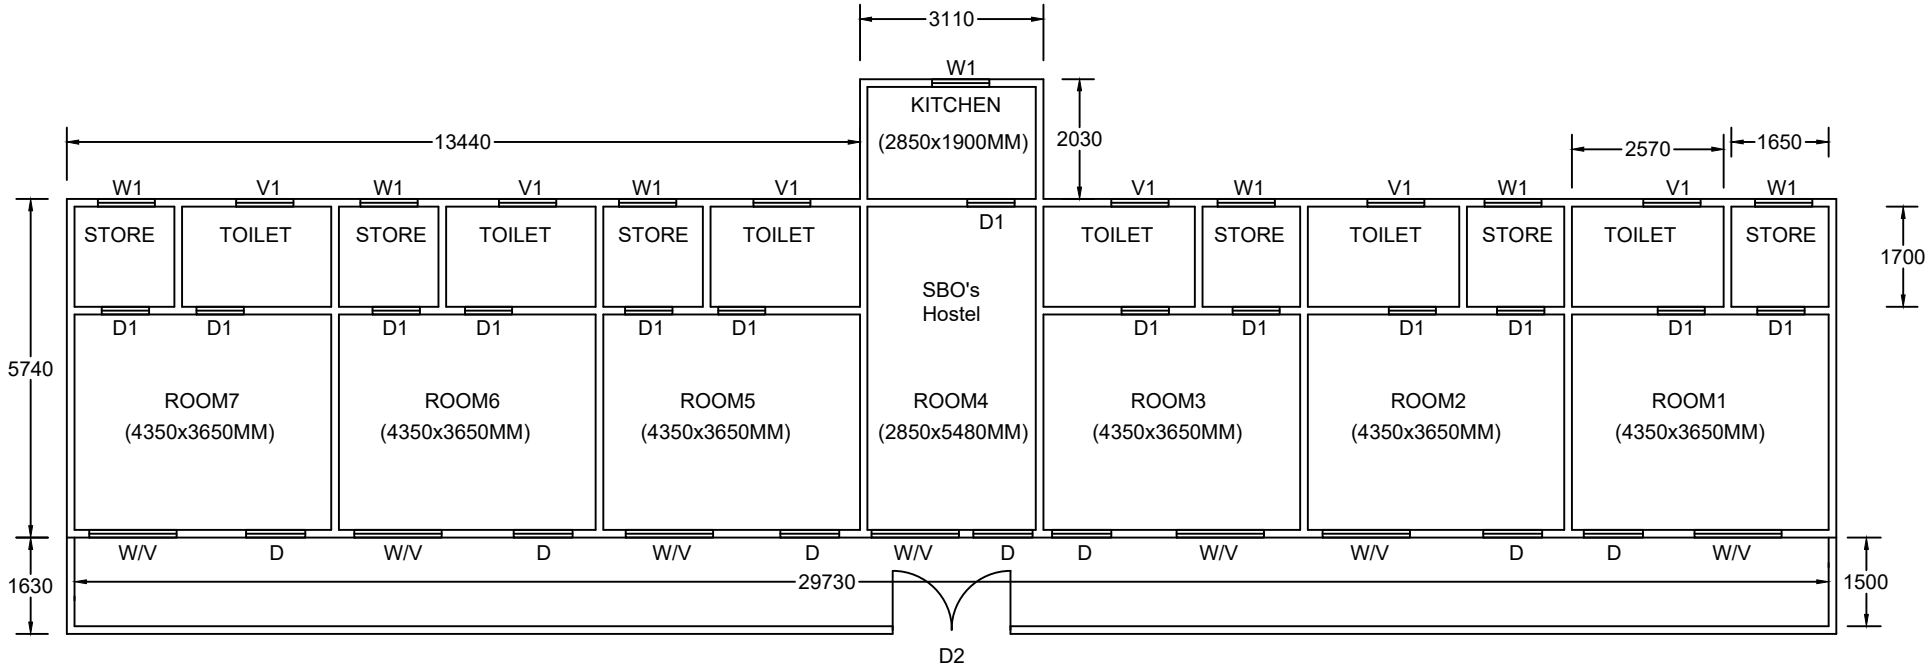 3110
W1
KITCHEN
(2850x1900MM)
13440
2030
2570
1650
W1 V1 W1 V1 W1 V1 V1 W1 V1 W1 V1 W1
STORE TOILET STORE TOILET STORE TOILET D1 TOILET STORE TOILET STORE TOILET STORE
1700
SBO's
Hostel
D1 D1 D1 D1 D1 D1 D1 D1 D1 D1 D1 D1
5740
ROOM7 ROOM6 ROOM5 ROOM4 ROOM3 ROOM2 ROOM1
(4350x3650MM) (4350x3650MM) (4350x3650MM) (2850x5480MM) (4350x3650MM) (4350x3650MM) (4350x3650MM)
W/V D W/V D W/V D W/V D D W/V W/V D D W/V
1630 29730 1500
D2